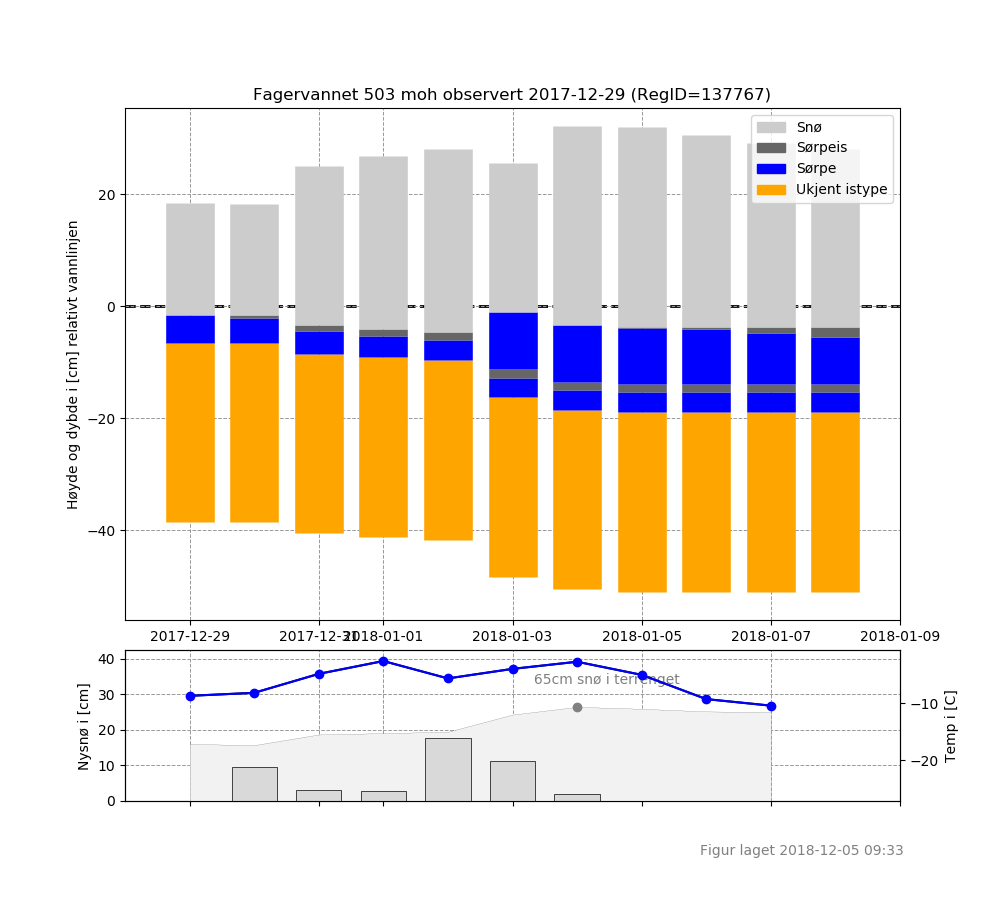 Fagervannet 503 moh observert 2017-12-29 (RegID=137767)
Snø
Sørpeis
Sørpe
Ukjent istype
Høyde og dybde i [cm] relativt vannlinjen
20
0
−20
−40
2017-12-29
2017-12-31
2018-01-01
2018-01-03
2018-01-05
2018-01-07
2018-01-09
65cm snø i terrenget
Nysnø i [cm]
40
30
20
10
0
−10
−20
Temp i [C]
Figur laget 2018-12-05 09:33